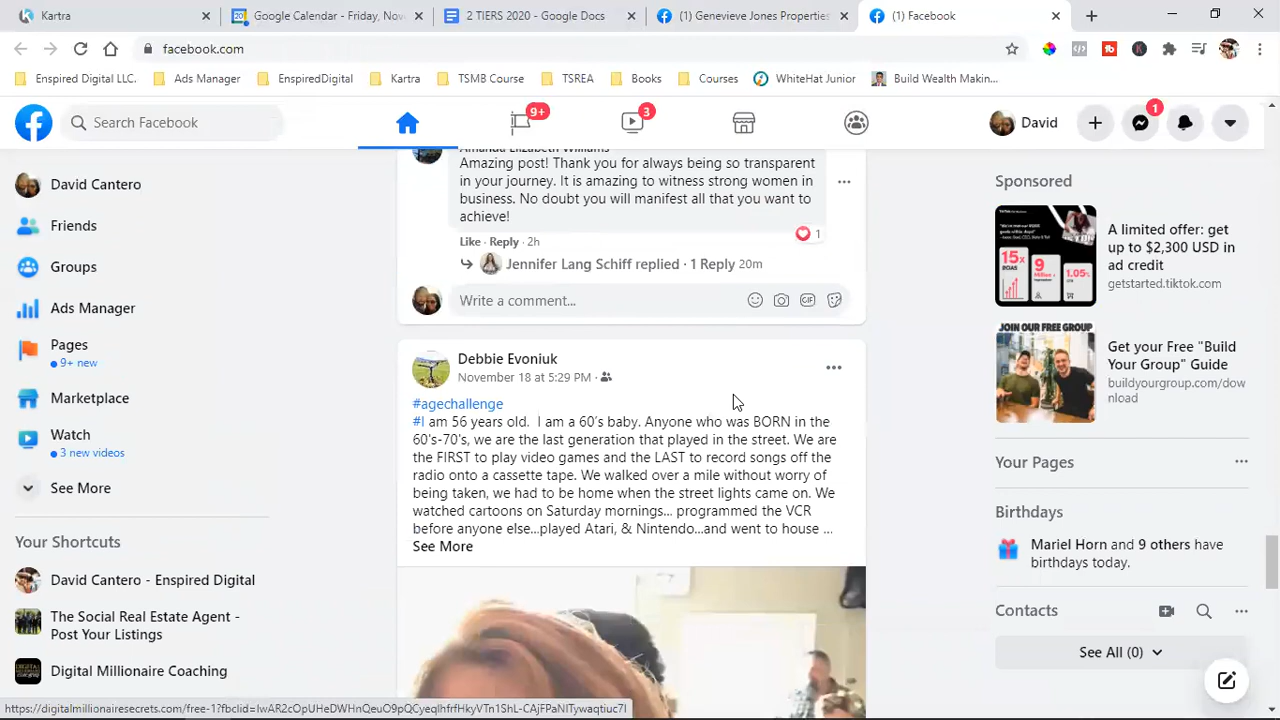 Kartra
Google Calendar - Friday, Nov
2 TIERS 2020 - Google Docs
(1) Genevieve Jones Properties
(1) Facebook
facebook.com
Enspired Digital LLC.
Ads Manager
EnspiredDigital
Kartra
TSMB Course
TSREA
Books
Courses
WhiteHat Junior
Build Wealth Makin...
Search Facebook
9+
3
David
1
David Cantero
Friends
Groups
Ads Manager
Pages
9+ new
Marketplace
Watch
3 new videos
See More
Your Shortcuts
David Cantero - Enspired Digital
The Social Real Estate Agent -
Post Your Listings
Digital Millionaire Coaching
Amanda Elizabeth Williams
Amazing post! Thank you for always being so transparent
in your journey. It is amazing to witness strong women in
business. No doubt you will manifest all that you want to
achieve!
Like · Reply · 2h
1
Jennifer Lang Schiff replied · 1 Reply 20m
Write a comment...
GIF
Debbie Evoniuk
November 18 at 5:29 PM ·
#agechallenge
#I am 56 years old. I am a 60's baby. Anyone who was BORN in the
60's-70's, we are the last generation that played in the street. We are
the FIRST to play video games and the LAST to record songs off the
radio onto a cassette tape. We walked over a mile without worry of
being taken, we had to be home when the street lights came on. We
watched cartoons on Saturday mornings... programmed the VCR
before anyone else...played Atari, & Nintendo...and went to house ...
See More
Sponsored
15x
9
1.05%
A limited offer: get
up to $2,300 USD in
ad credit
getstarted.tiktok.com
JOIN OUR FREE GROUP
Get your Free "Build
Your Group" Guide
buildyourgroup.com/dow
nload
Your Pages
Birthdays
Mariel Horn and 9 others have
birthdays today.
Contacts
See All (0)